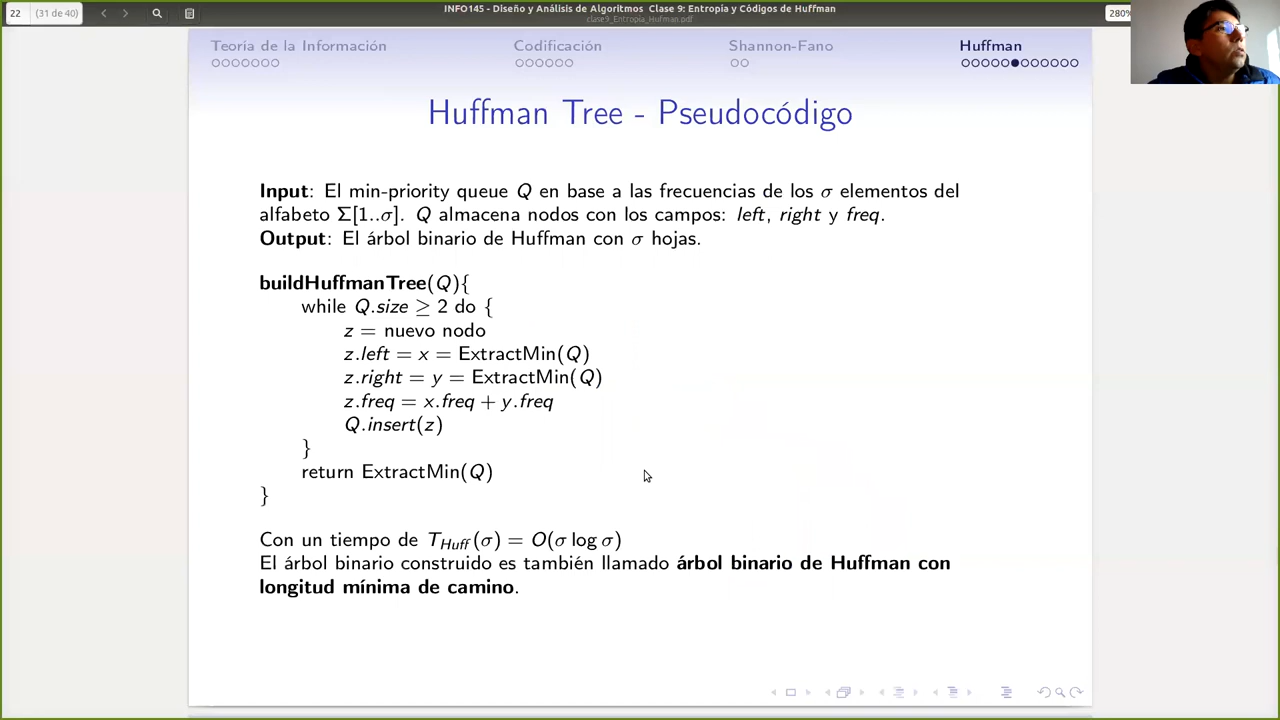 22 (31 de 40)
INFO145 - Diseño y Análisis de Algoritmos Clase 9: Entropía y Códigos de Huffman
clase9_Entropia_Hufman.pdf
280%
Teoría de la Información Codificación Shannon-Fano Huffman
Huffman Tree - Pseudocódigo
Input: El min-priority queue Q en base a las frecuencias de los σ elementos del
alfabeto Σ[1..σ]. Q almacena nodos con los campos: left, right y freq.
Output: El árbol binario de Huffman con σ hojas.
buildHuffmanTree(Q){
while Q.size ≥ 2 do {
z = nuevo nodo
z.left = x = ExtractMin(Q)
z.right = y = ExtractMin(Q)
z.freq = x.freq + y.freq
Q.insert(z)
}
return ExtractMin(Q)
}
Con un tiempo de T_Huff(σ) = O(σ log σ)
El árbol binario construido es también llamado árbol binario de Huffman con
longitud mínima de camino.